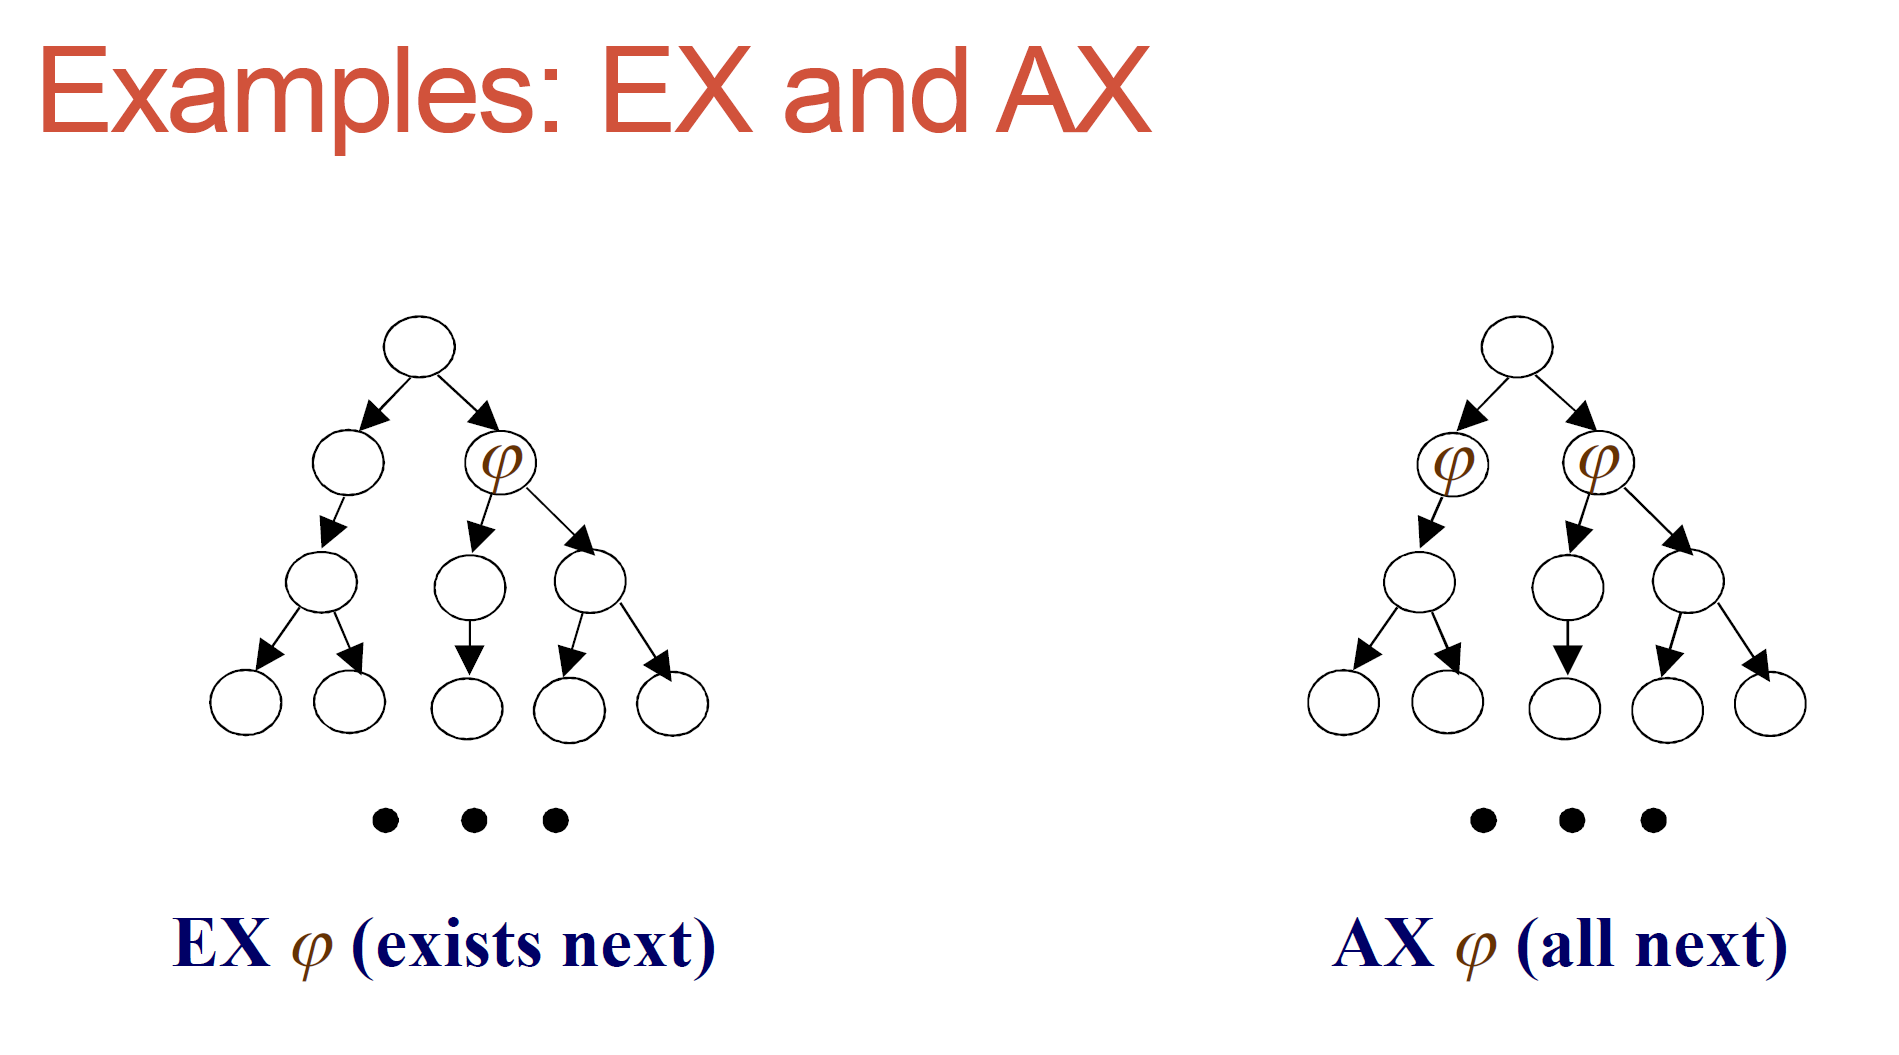 Examples: EX and AX
φ
φ φ
EX φ (exists next)
AX φ (all next)